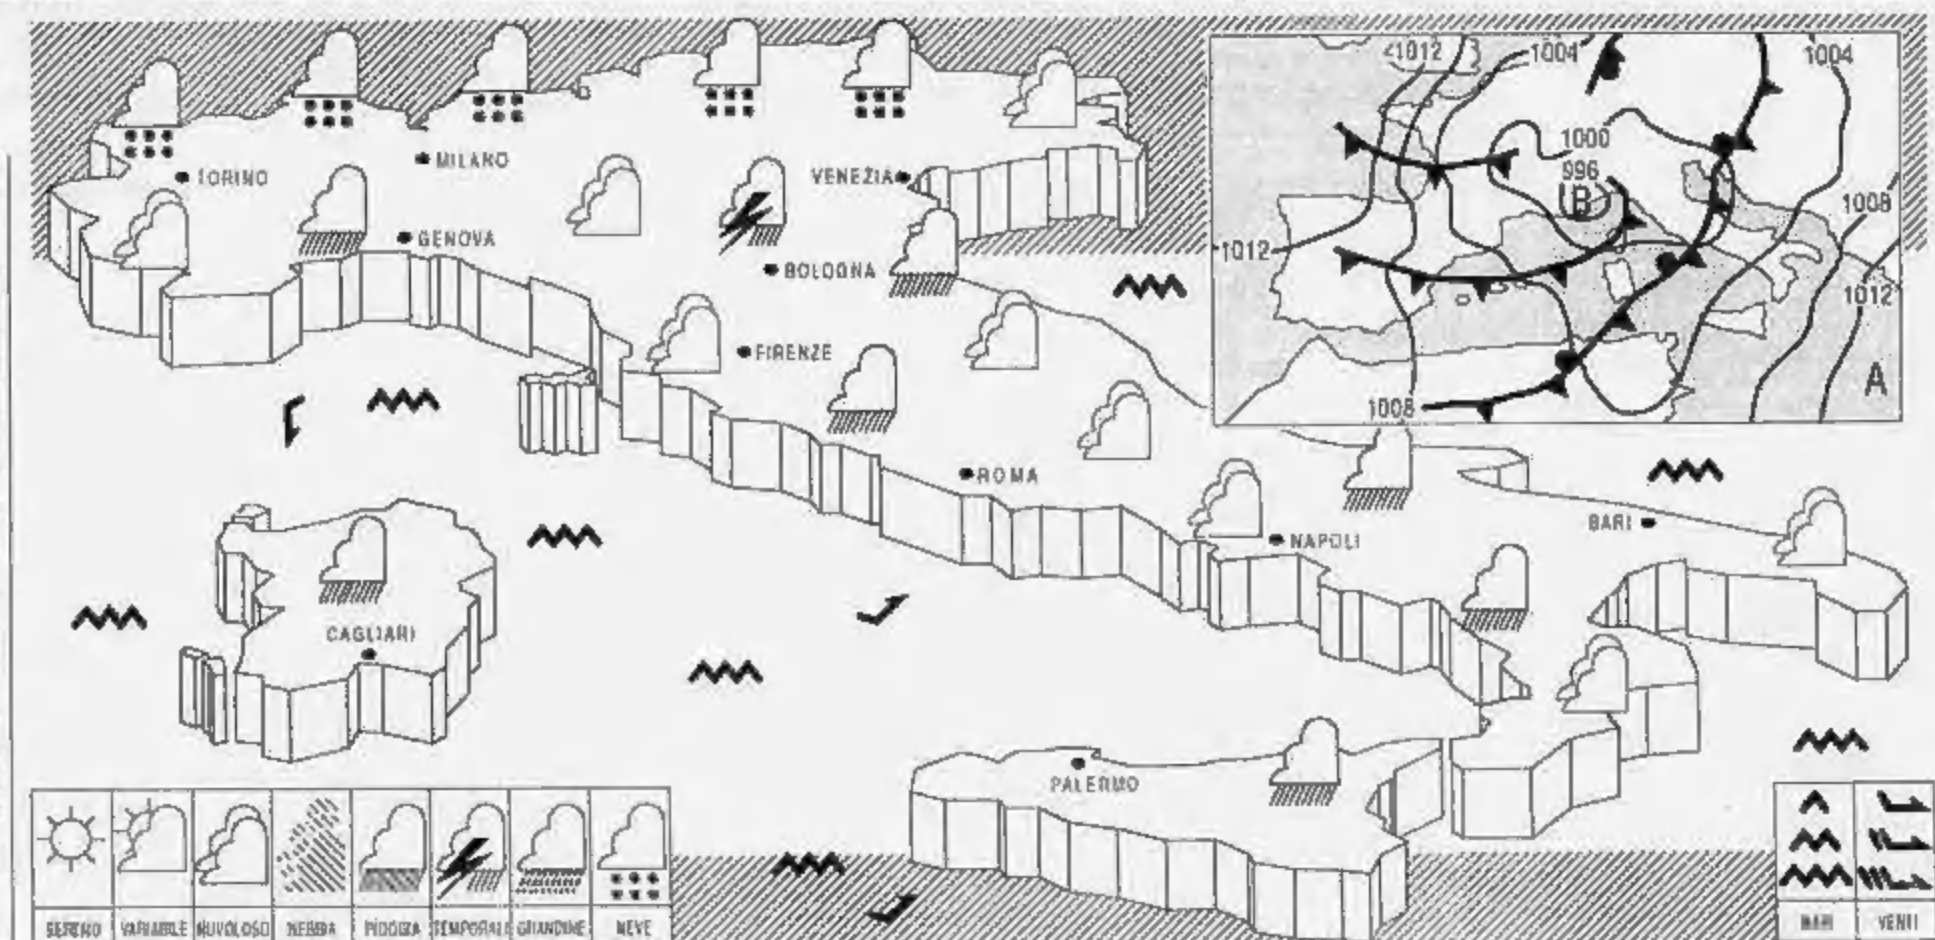 <1012
1004
1004
1000
996
B
1008
1012
1012
1008
A
MILANO
TORINO
VENEZIA
GENOVA
BOLOGNA
FIRENZE
ROMA
BARI
NAPOLI
CAGLIARI
PALERMO
SERENO VARIABILE NUVOLOSO NEBBIA PIOGGIA TEMPORALE GRANDINE NEVE
MARI VENTI